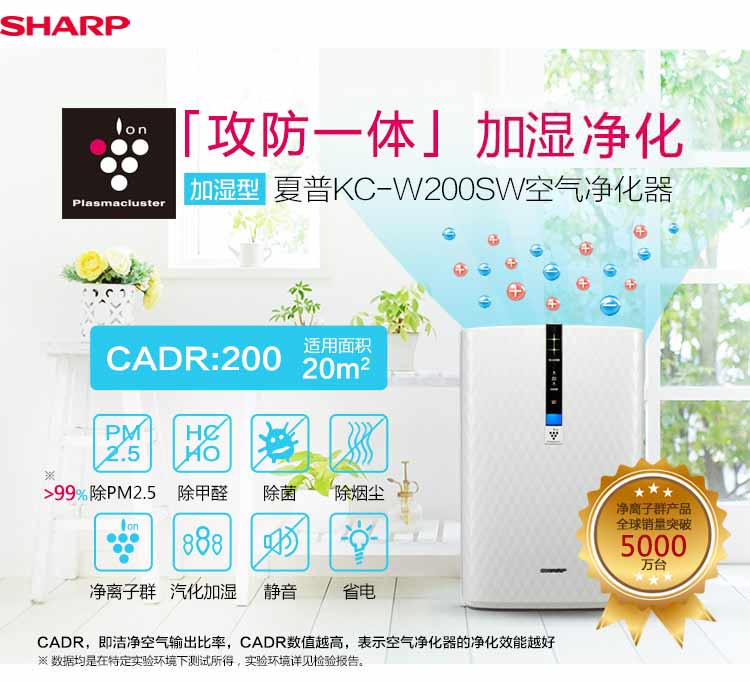 SHARP
ion
Plasmacluster
「攻防一体」加湿净化
加湿型 夏普KC-W200SW空气净化器
CADR:200 适用面积 20m²
PM 2.5
HC HO
※
>99% 除PM2.5 除甲醛 除菌 除烟尘
ion
净离子群 汽化加湿 静音 省电
净离子群产品
全球销量突破
5000
万台
SHARP
CADR，即洁净空气输出比率，CADR数值越高，表示空气净化器的净化效能越好
※ 数据均是在特定实验环境下测试所得，实验环境详见检验报告。